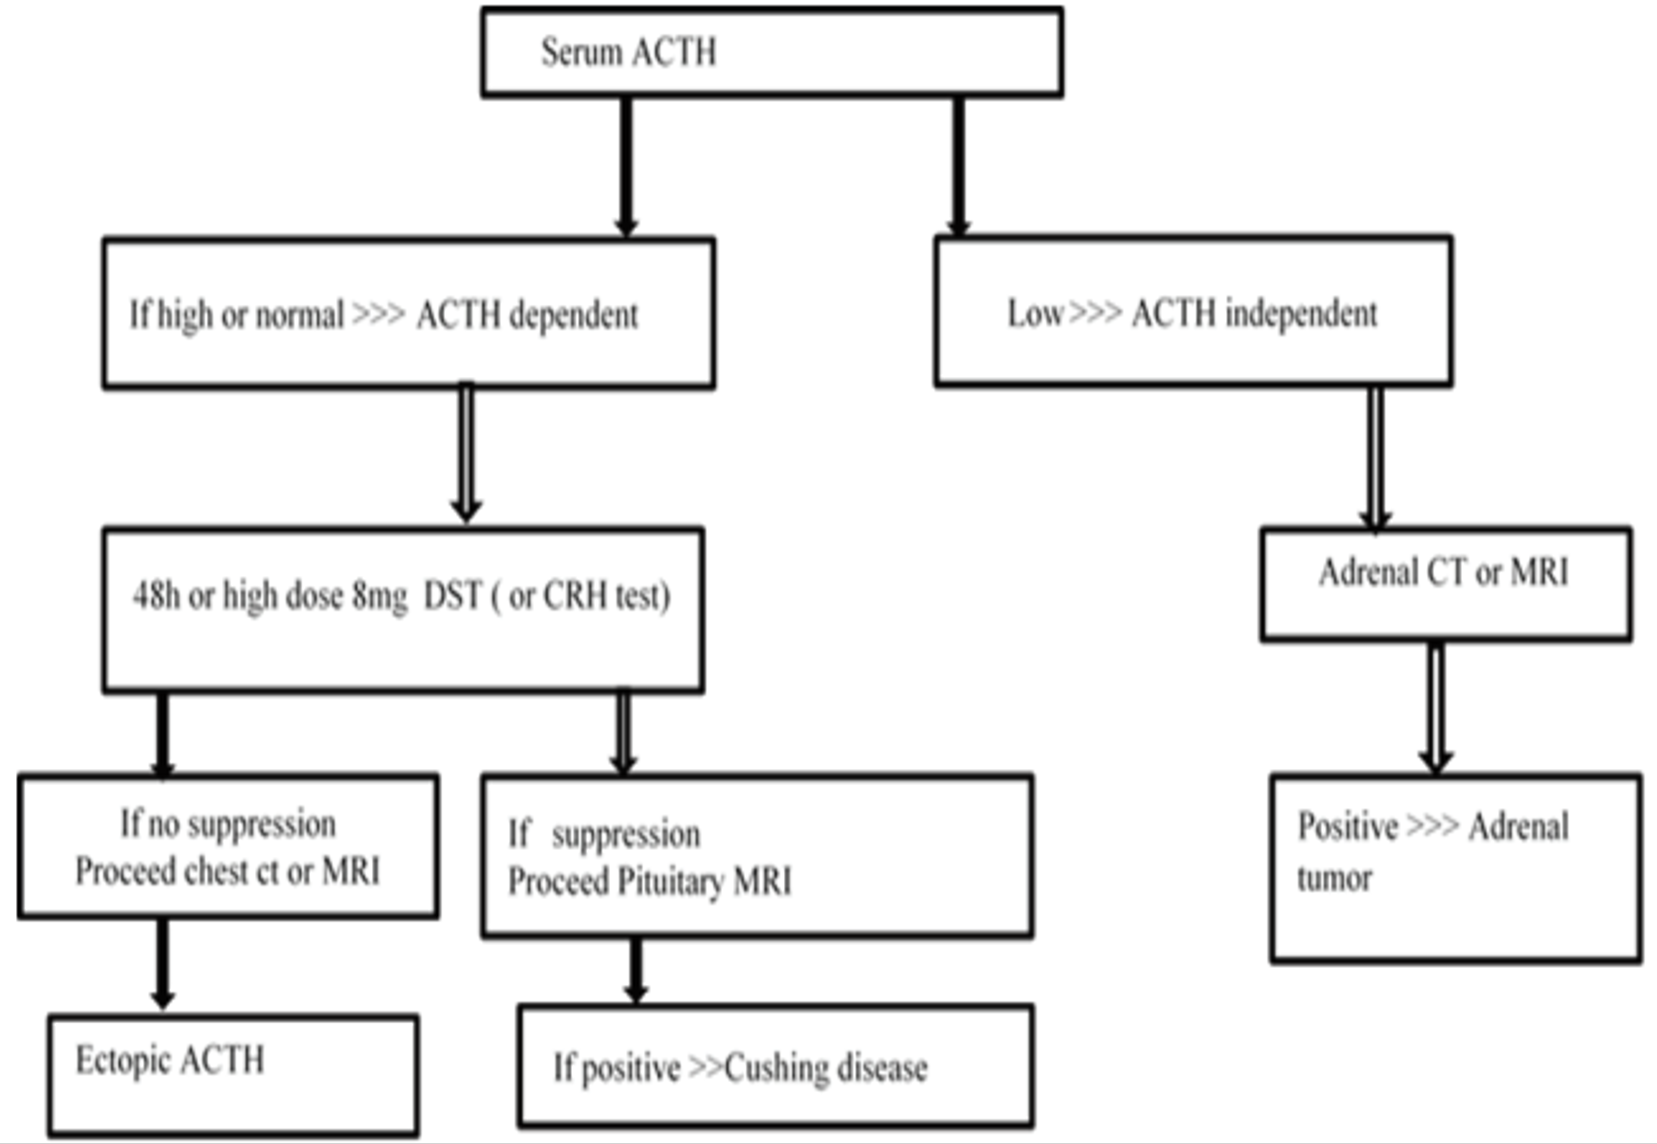 Serum ACTH
If high or normal >>> ACTH dependent
Low >>> ACTH independent
48h or high dose 8mg DST ( or CRH test)
Adrenal CT or MRI
If no suppression
Proceed chest ct or MRI
If suppression
Proceed Pituitary MRI
Positive >>> Adrenal
tumor
Ectopic ACTH
If positive >>Cushing disease